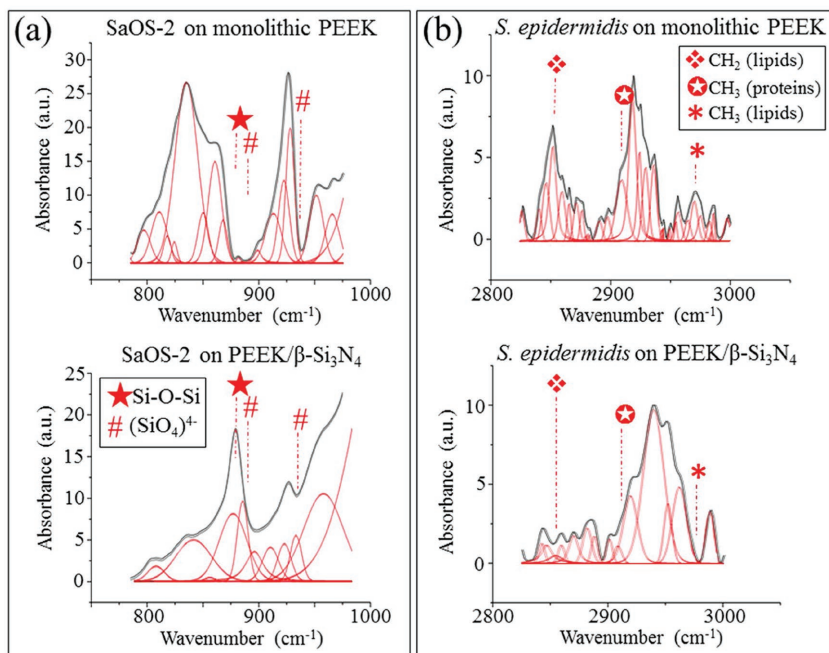 (a)
SaOS-2 on monolithic PEEK
30
25
20
15
10
5
0
Absorbance (a.u.)
#
#
800
900
1000
Wavenumber (cm⁻¹)
SaOS-2 on PEEK/β-Si₃N₄
25
20
15
10
5
0
Absorbance (a.u.)
★ Si-O-Si
# (SiO₄)⁴⁻
#
#
800
900
1000
Wavenumber (cm⁻¹)
(b)
S. epidermidis on monolithic PEEK
10
5
0
Absorbance (a.u.)
CH₂ (lipids)
CH₃ (proteins)
* CH₃ (lipids)
*
2800
2900
3000
Wavenumber (cm⁻¹)
S. epidermidis on PEEK/β-Si₃N₄
10
5
0
Absorbance (a.u.)
*
2800
2900
3000
Wavenumber (cm⁻¹)